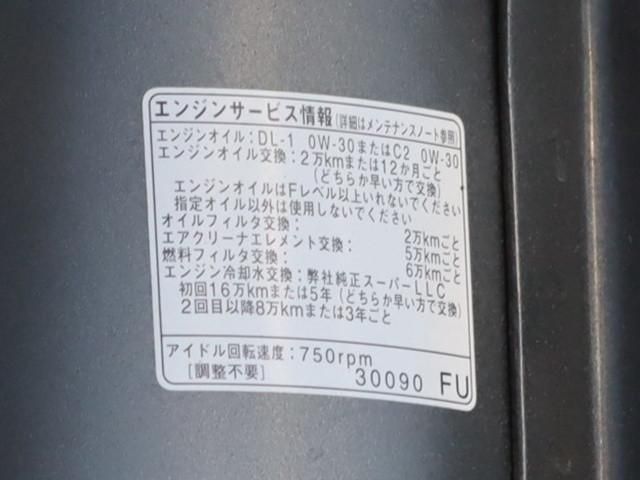 エンジンサービス情報(詳細はメンテナンスノート参照)
エンジンオイル:DL-1 0W-30またはC2 0W-30
エンジンオイル交換:2万kmまたは12か月ごと
(どちらか早い方で交換)
エンジンオイルはFレベル以上いれないでください
指定オイル以外は使用しないでください
オイルフィルタ交換: 2万kmごと
エアクリーナエレメント交換: 5万kmごと
燃料フィルタ交換: 6万kmごと
エンジン冷却水交換:弊社純正スーパーLLC
初回16万kmまたは5年(どちらか早い方で交換)
2回目以降8万kmまたは3年ごと
アイドル回転速度:750rpm
[調整不要] 30090 FU